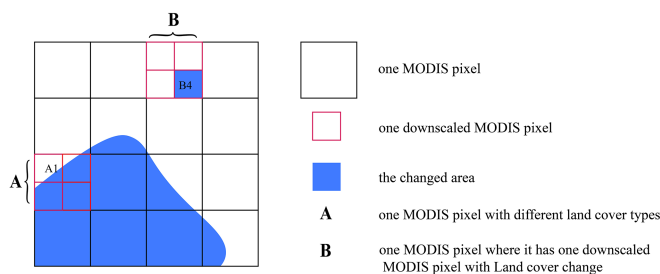 B
B4
A1
A
one MODIS pixel
one downscaled MODIS pixel
the changed area
A one MODIS pixel with different land cover types
B one MODIS pixel where it has one downscaled
MODIS pixel with Land cover change